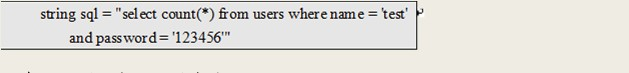 string sql = "select count(*) from users where name = 'test'
and password = '123456'"